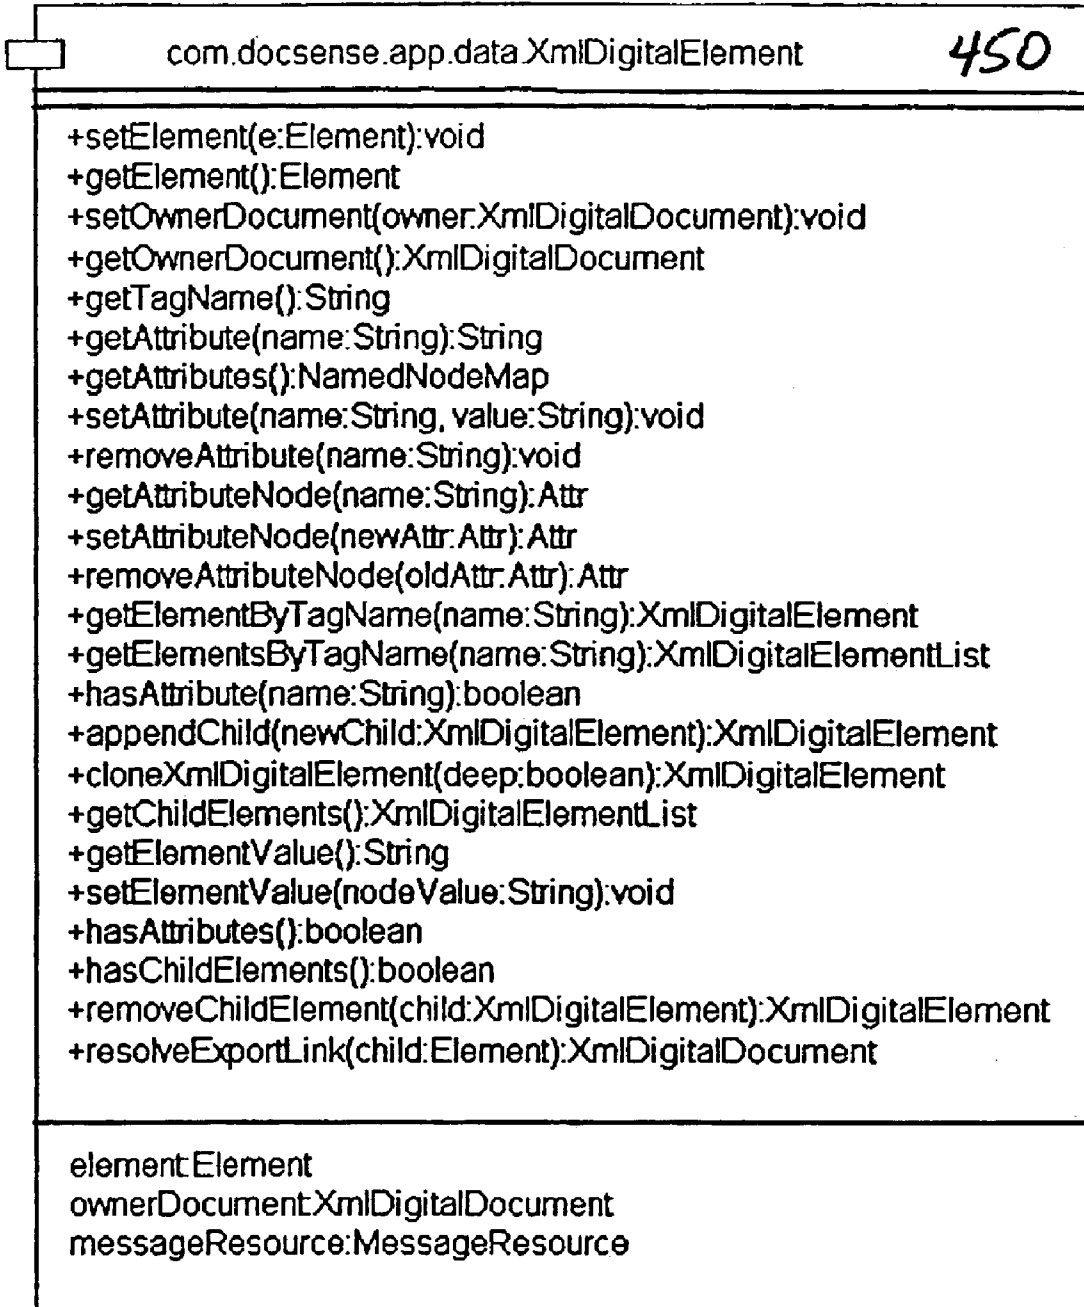 com.docsense.app.data.XmlDigitalElement 450
+setElement(e:Element):void
+getElement():Element
+setOwnerDocument(owner:XmlDigitalDocument):void
+getOwnerDocument():XmlDigitalDocument
+getTagName():String
+getAttribute(name:String):String
+getAttributes():NamedNodeMap
+setAttribute(name:String, value:String):void
+removeAttribute(name:String):void
+getAttributeNode(name:String):Attr
+setAttributeNode(newAttr:Attr):Attr
+removeAttributeNode(oldAttr:Attr):Attr
+getElementByTagName(name:String):XmlDigitalElement
+getElementsByTagName(name:String):XmlDigitalElementList
+hasAttribute(name:String):boolean
+appendChild(newChild:XmlDigitalElement):XmlDigitalElement
+cloneXmlDigitalElement(deep:boolean):XmlDigitalElement
+getChildElements():XmlDigitalElementList
+getElementValue():String
+setElementValue(nodeValue:String):void
+hasAttributes():boolean
+hasChildElements():boolean
+removeChildElement(child:XmlDigitalElement):XmlDigitalElement
+resolveExportLink(child:Element):XmlDigitalDocument
element:Element
ownerDocument:XmlDigitalDocument
messageResource:MessageResource